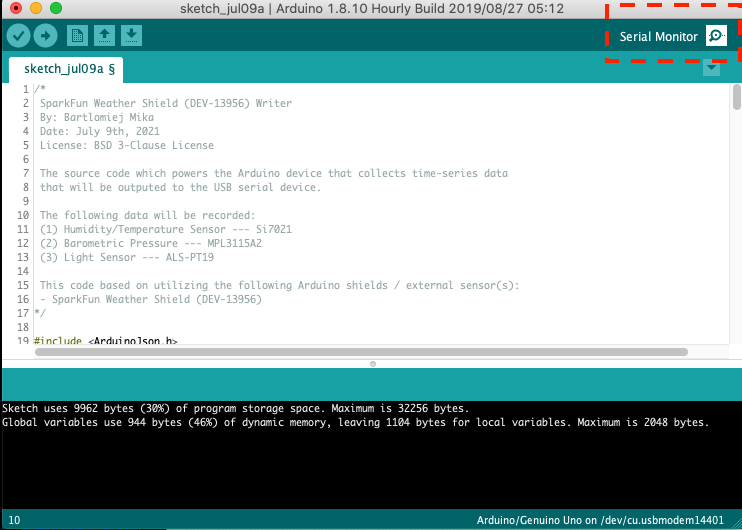 sketch_jul09a | Arduino 1.8.10 Hourly Build 2019/08/27 05:12
Serial Monitor
sketch_jul09a §
1 /*
2 SparkFun Weather Shield (DEV-13956) Writer
3 By: Bartlomiej Mika
4 Date: July 9th, 2021
5 License: BSD 3-Clause License
6
7 The source code which powers the Arduino device that collects time-series data
8 that will be outputed to the USB serial device.
9
10 The following data will be recorded:
11 (1) Humidity/Temperature Sensor --- Si7021
12 (2) Barometric Pressure --- MPL3115A2
13 (3) Light Sensor --- ALS-PT19
14
15 This code based on utilizing the following Arduino shields / external sensor(s):
16 - SparkFun Weather Shield (DEV-13956)
17 */
18
19 #include <ArduinoJson.h>
Sketch uses 9962 bytes (30%) of program storage space. Maximum is 32256 bytes.
Global variables use 944 bytes (46%) of dynamic memory, leaving 1104 bytes for local variables. Maximum is 2048 bytes.
10 Arduino/Genuino Uno on /dev/cu.usbmodem14401